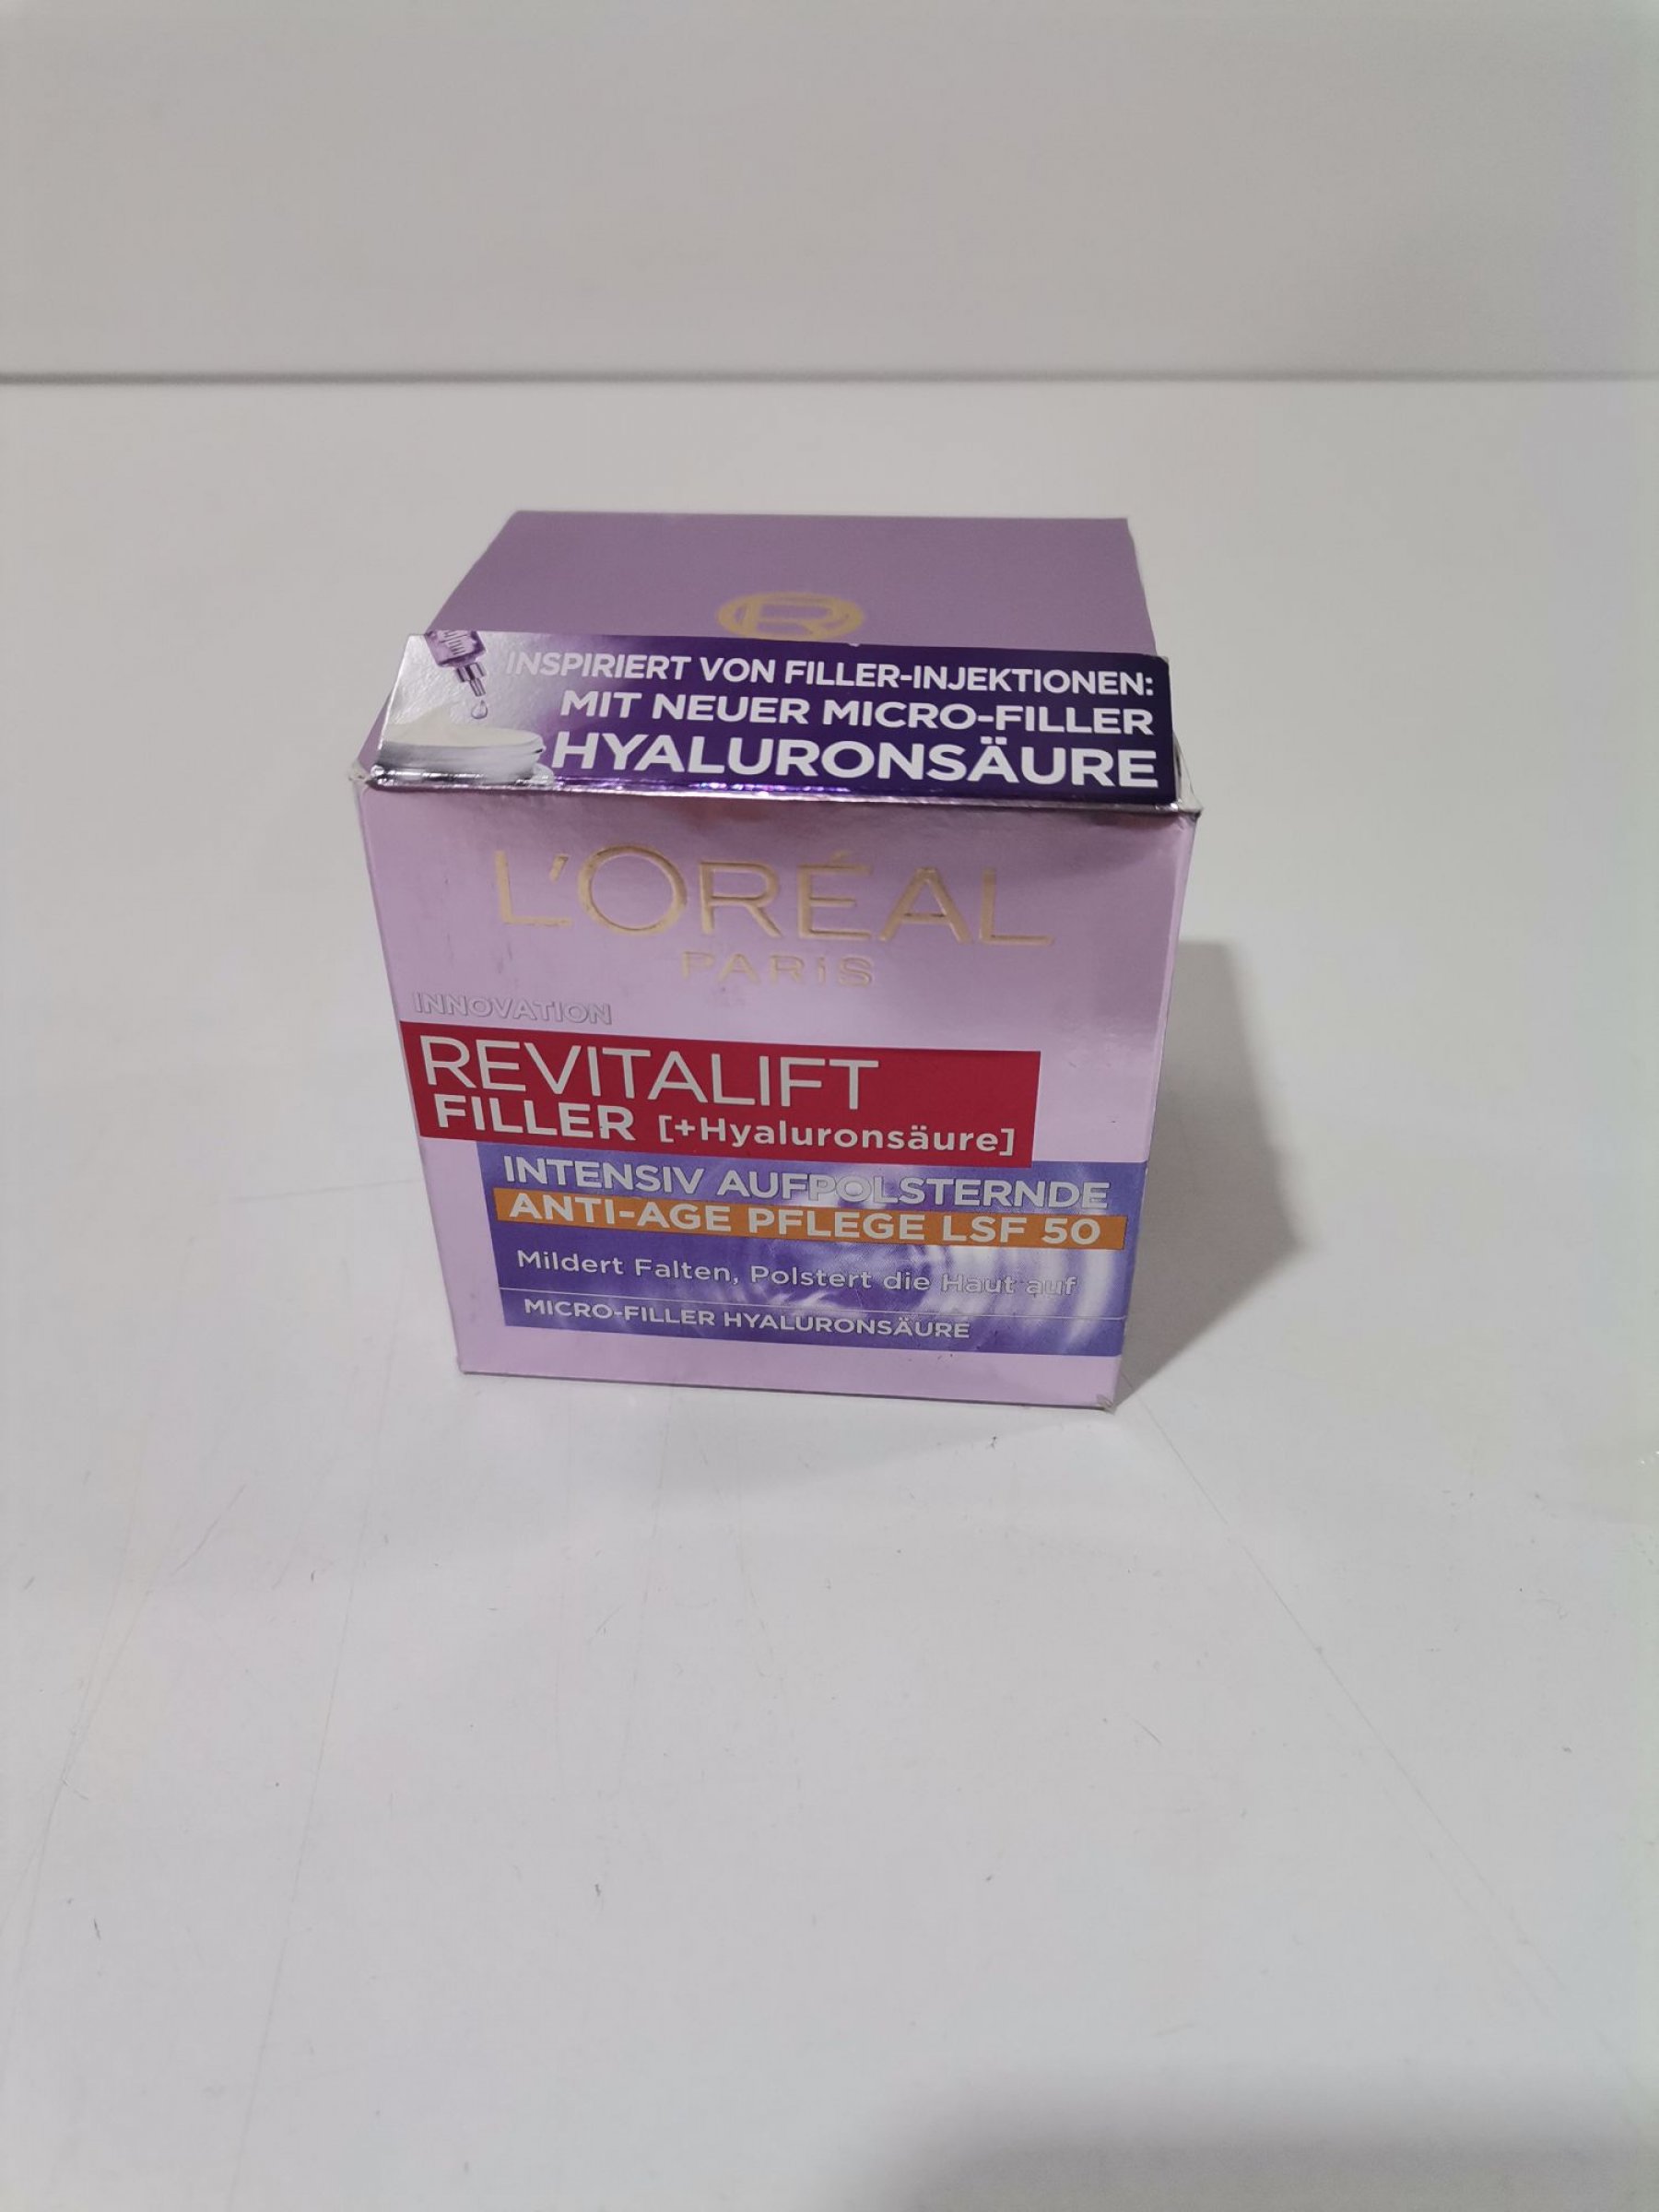 INSPIRIERT VON FILLER-INJEKTIONEN:
MIT NEUER MICRO-FILLER
HYALURONSÄURE
L'ORÉAL
PARIS
INNOVATION
REVITALIFT
FILLER [+Hyaluronsäure]
INTENSIV AUFPOLSTERNDE
ANTI-AGE PFLEGE LSF 50
Mildert Falten, Polstert die Haut auf
MICRO-FILLER HYALURONSÄURE